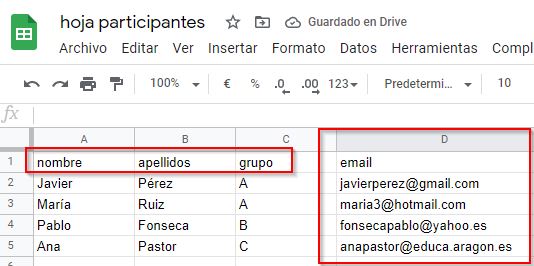 hoja participantes Guardado en Drive
Archivo Editar Ver Insertar Formato Datos Herramientas Compl
100% € % .0 .00 123 Predetermi... 10
fx
A B C D
1 nombre apellidos grupo email
2 Javier Pérez A javierperez@gmail.com
3 María Ruiz A maria3@hotmail.com
4 Pablo Fonseca B fonsecapablo@yahoo.es
5 Ana Pastor C anapastor@educa.aragon.es